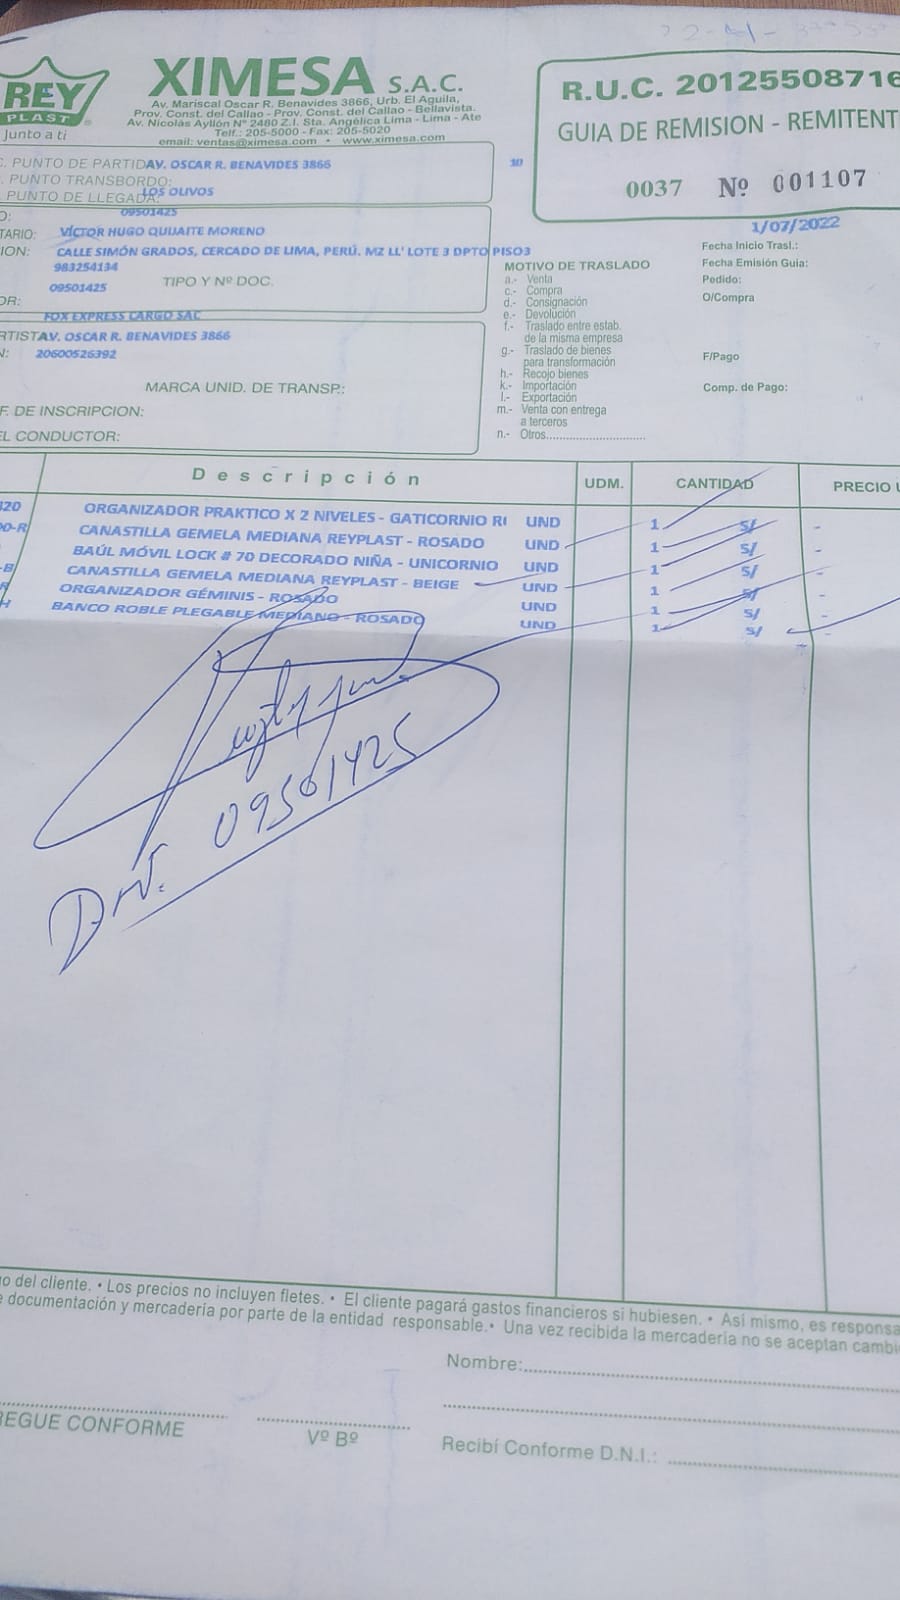 REY
PLAST
Junto a ti
XIMESA S.A.C.
Av. Mariscal Oscar R. Benavides 3866, Urb. El Aguila,
Prov. Const. del Callao - Prov. Const. del Callao - Bellavista.
Av. Nicolás Ayllón Nº 2480 Z.I. Sta. Angélica Lima - Lima - Ate
Telf.: 205-5000 - Fax: 205-5020
email: ventas@ximesa.com • www.ximesa.com
R.U.C. 20125508716
GUIA DE REMISION - REMITENT
0037 Nº 001107
PUNTO DE PARTIDA AV. OSCAR R. BENAVIDES 3866
10
PUNTO TRANSBORDO:
PUNTO DE LLEGADA: LOS OLIVOS
09501425
TARIO: VÍCTOR HUGO QUIJAITE MORENO
ION: CALLE SIMÓN GRADOS, CERCADO DE LIMA, PERÚ. MZ LL' LOTE 3 DPTO PISO3
983254134
09501425 TIPO Y Nº DOC.
OR:
FOX EXPRESS CARGO SAC
RTISTAV. OSCAR R. BENAVIDES 3866
N: 20600526392
MARCA UNID. DE TRANSP.:
F. DE INSCRIPCION:
EL CONDUCTOR:
MOTIVO DE TRASLADO
a.- Venta
c.- Compra
d.- Consignación
e.- Devolución
f.- Traslado entre estab.
de la misma empresa
g.- Traslado de bienes
para transformación
h.- Recojo bienes
k.- Importación
l.- Exportación
m.- Venta con entrega
a terceros
n.- Otros..............................
1/07/2022
Fecha Inicio Trasl.:
Fecha Emisión Guia:
Pedido:
O/Compra
F/Pago
Comp. de Pago:
Descripción UDM. CANTIDAD PRECIO U
320 ORGANIZADOR PRAKTICO X 2 NIVELES - GATICORNIO R UND 1 S/ -
00-R CANASTILLA GEMELA MEDIANA REYPLAST - ROSADO UND 1 S/ -
BAÚL MÓVIL LOCK # 70 DECORADO NIÑA - UNICORNIO UND 1 S/ -
-B CANASTILLA GEMELA MEDIANA REYPLAST - BEIGE UND 1 S/ -
R ORGANIZADOR GÉMINIS - ROSADO UND 1 S/ -
H BANCO ROBLE PLEGABLE MEDIANO - ROSADO UND 1 S/ -
DNI. 09501425
o del cliente. • Los precios no incluyen fletes. • El cliente pagará gastos financieros si hubiesen. • Así mismo, es responsa
e documentación y mercadería por parte de la entidad responsable. • Una vez recibida la mercadería no se aceptan cambi
Nombre:
REGUE CONFORME
Vº Bº
Recibí Conforme D.N.I.: